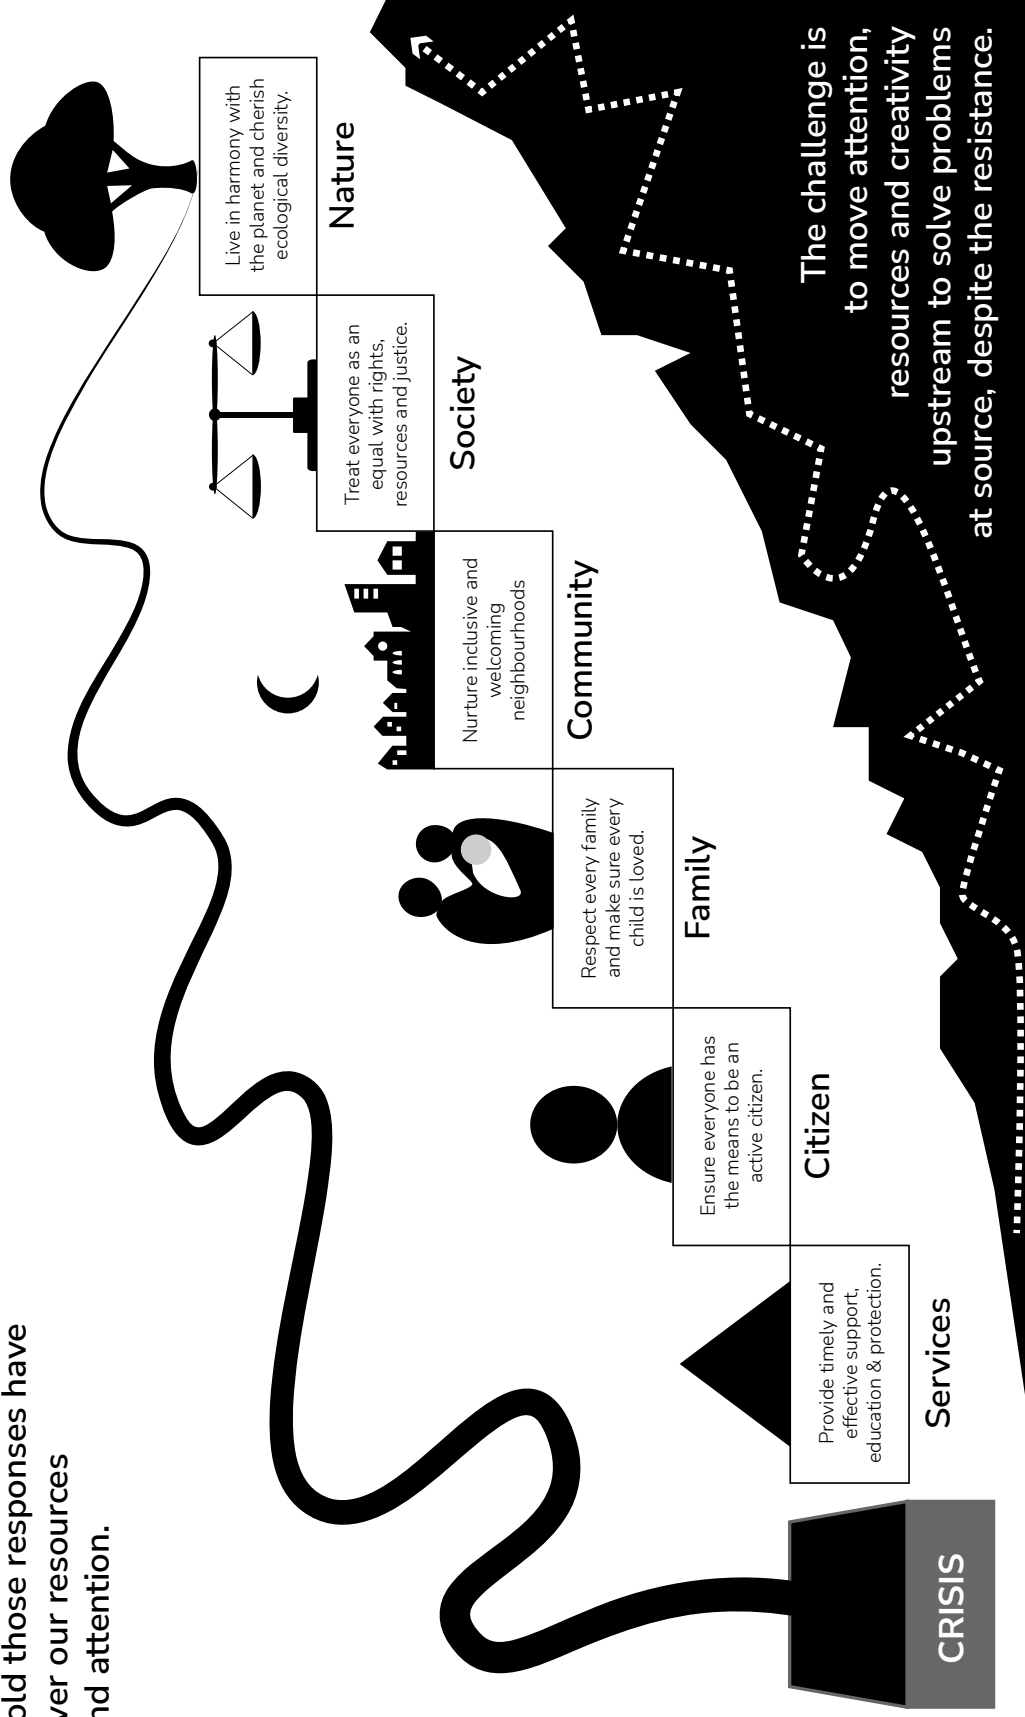 old those responses have
ver our resources
nd attention.
Live in harmony with
the planet and cherish
ecological diversity.
Nature
Treat everyone as an
equal with rights,
resources and justice.
Society
Nurture inclusive and
welcoming
neighbourhoods
Community
Respect every family
and make sure every
child is loved.
Family
Ensure everyone has
the means to be an
active citizen.
Citizen
Provide timely and
effective support,
education & protection.
Services
CRISIS
The challenge is
to move attention,
resources and creativity
upstream to solve problems
at source, despite the resistance.